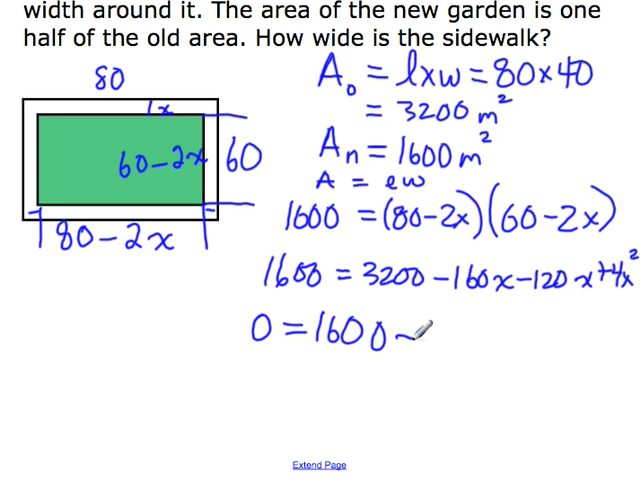 width around it. The area of the new garden is one
half of the old area. How wide is the sidewalk?
80
x
60-2x
60
80-2x
A₀ = lxw = 80x40
= 3200 m²
Aₙ = 1600 m²
A = lw
1600 = (80-2x)(60-2x)
1600 = 3200 -160x -120x +4x²
0 = 1600 -
Extend Page